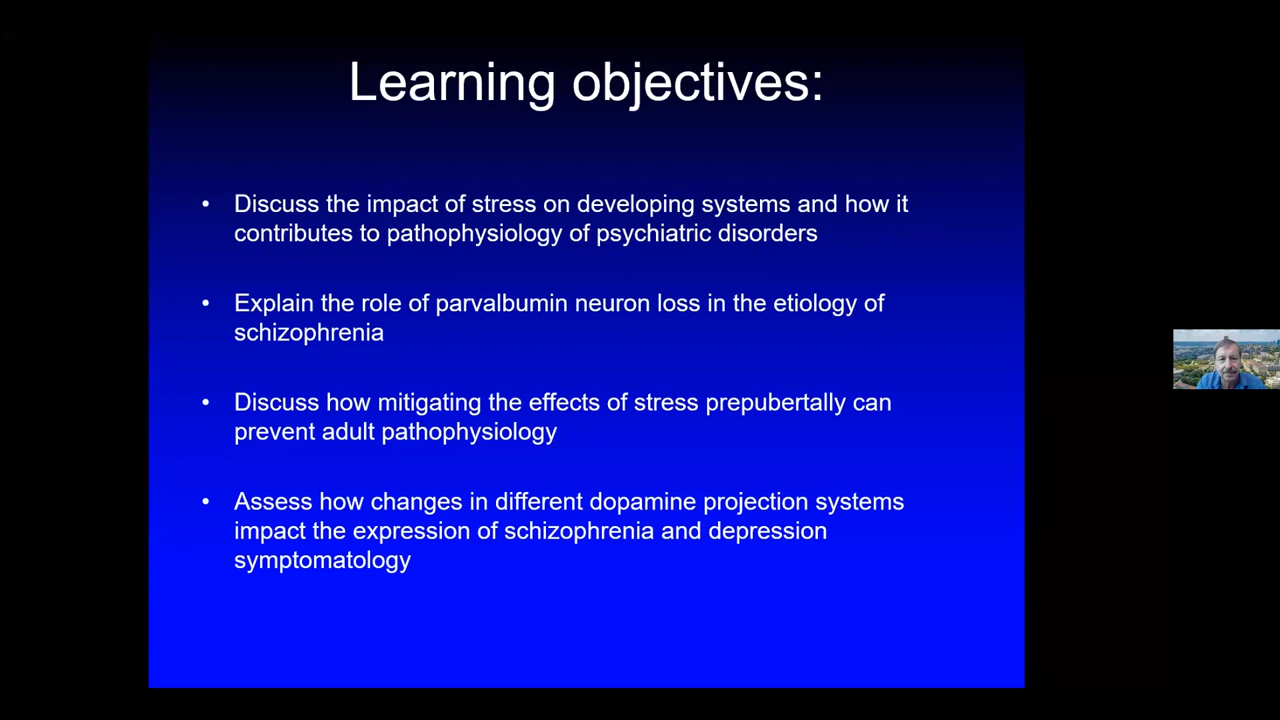 Learning objectives:
• Discuss the impact of stress on developing systems and how it
contributes to pathophysiology of psychiatric disorders
• Explain the role of parvalbumin neuron loss in the etiology of
schizophrenia
• Discuss how mitigating the effects of stress prepubertally can
prevent adult pathophysiology
• Assess how changes in different dopamine projection systems
impact the expression of schizophrenia and depression
symptomatology